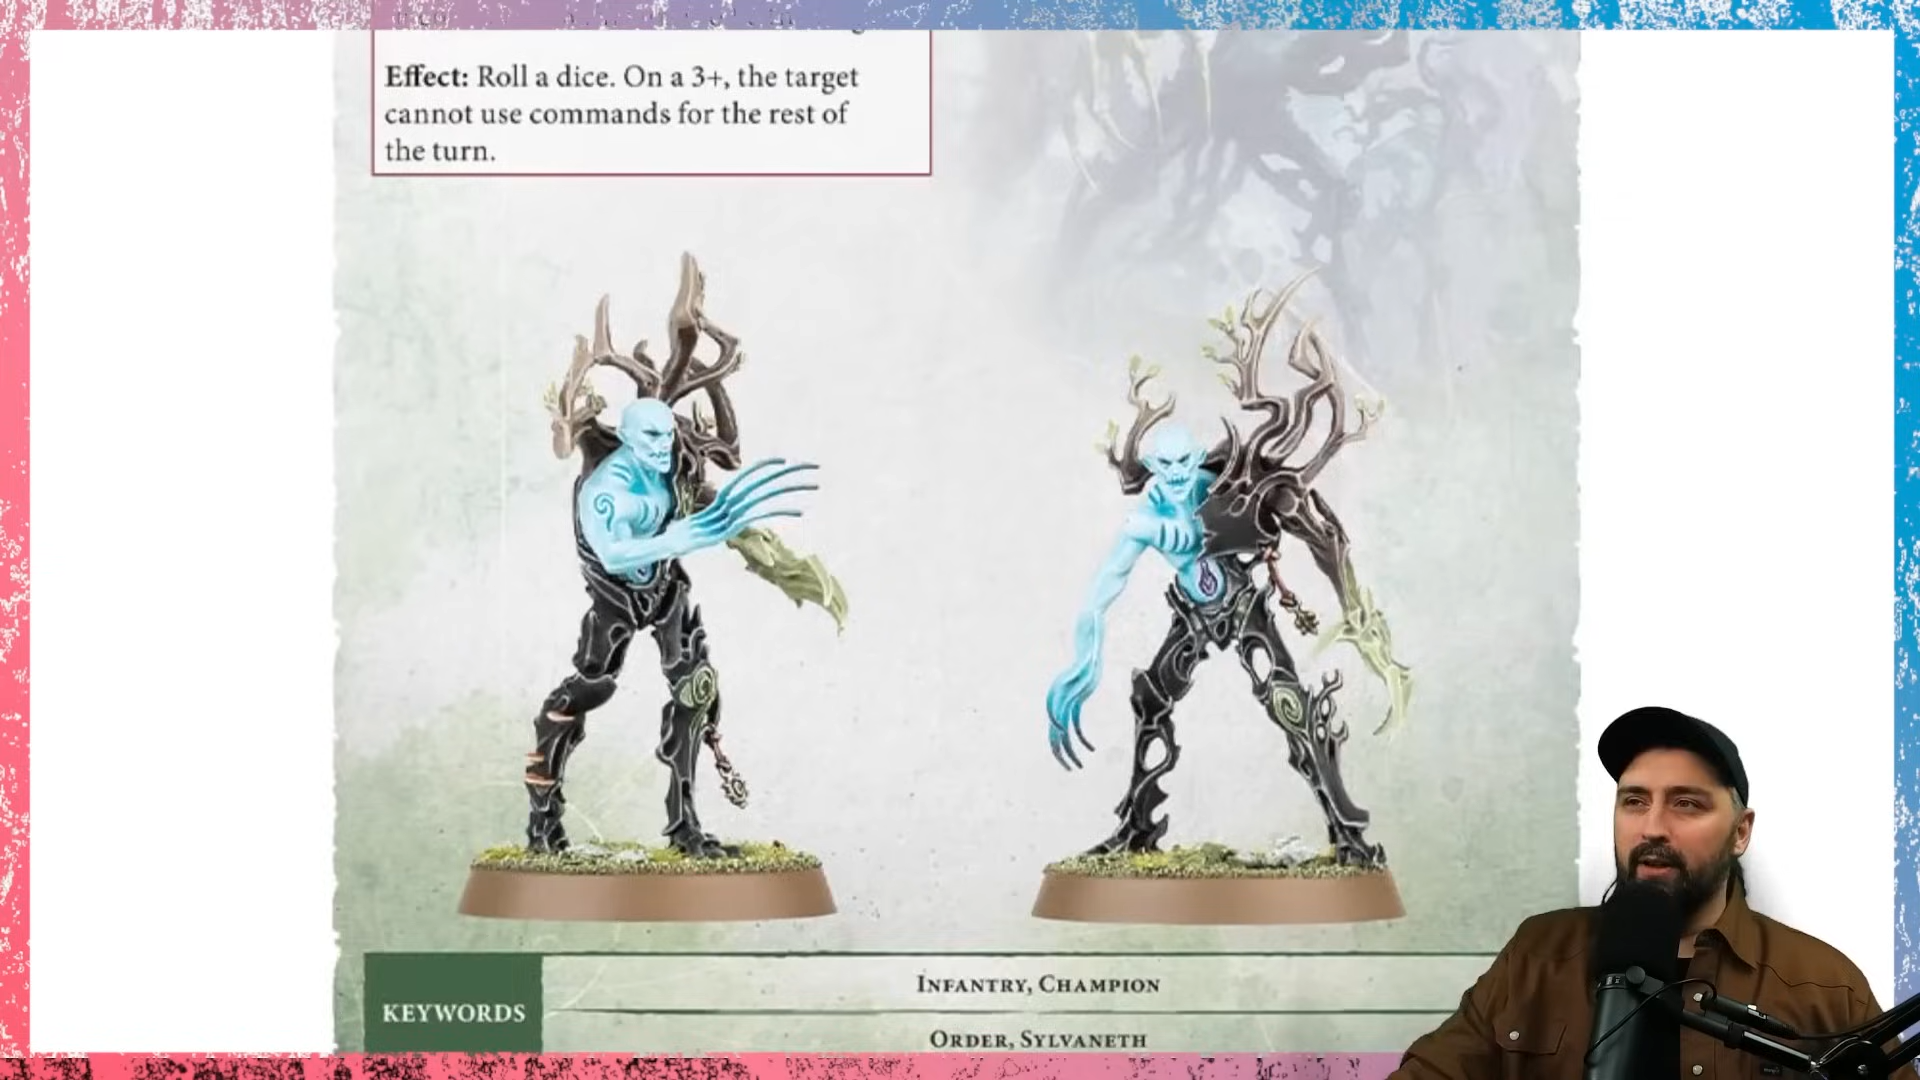 Effect: Roll a dice. On a 3+, the target
cannot use commands for the rest of
the turn.
KEYWORDS
INFANTRY, CHAMPION
ORDER, SYLVANETH